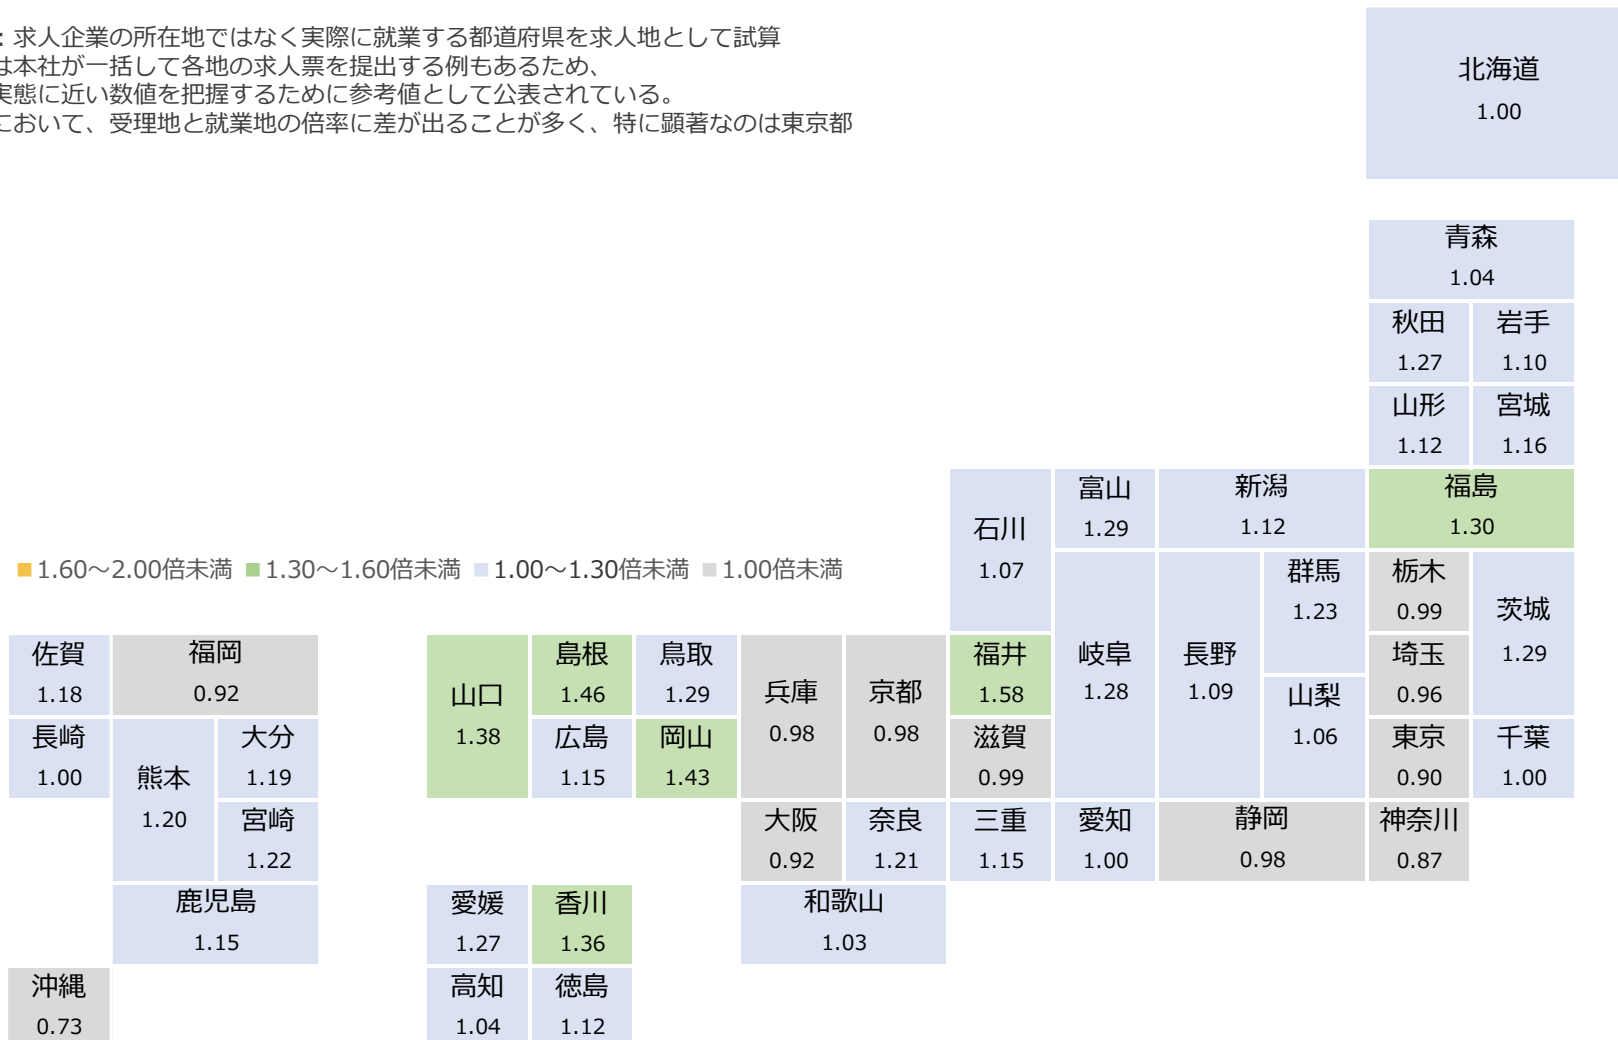 ：求人企業の所在地ではなく実際に就業する都道府県を求人地として試算
は本社が一括して各地の求人票を提出する例もあるため、
実態に近い数値を把握するために参考値として公表されている。
において、受理地と就業地の倍率に差が出ることが多く、特に顕著なのは東京都
北海道
1.00
青森
1.04
秋田 岩手
1.27 1.10
山形 宮城
1.12 1.16
富山 新潟 福島
1.29 1.12 1.30
石川
1.07
■1.60～2.00倍未満 ■1.30～1.60倍未満 ■1.00～1.30倍未満 ■1.00倍未満
群馬 栃木
1.23 0.99
茨城
1.29
佐賀 福岡
1.18 0.92
島根 鳥取
1.46 1.29
福井
1.58
岐阜 長野
1.28 1.09
埼玉
0.96
山口
1.38
兵庫 京都
0.98 0.98
山梨
1.06
長崎 大分
1.00 1.19
広島 岡山
1.15 1.43
滋賀
0.99
東京 千葉
0.90 1.00
熊本
1.20
宮崎
1.22
大阪 奈良 三重 愛知 静岡 神奈川
0.92 1.21 1.15 1.00 0.98 0.87
鹿児島
1.15
愛媛 香川
1.27 1.36
和歌山
1.03
沖縄
0.73
高知 徳島
1.04 1.12